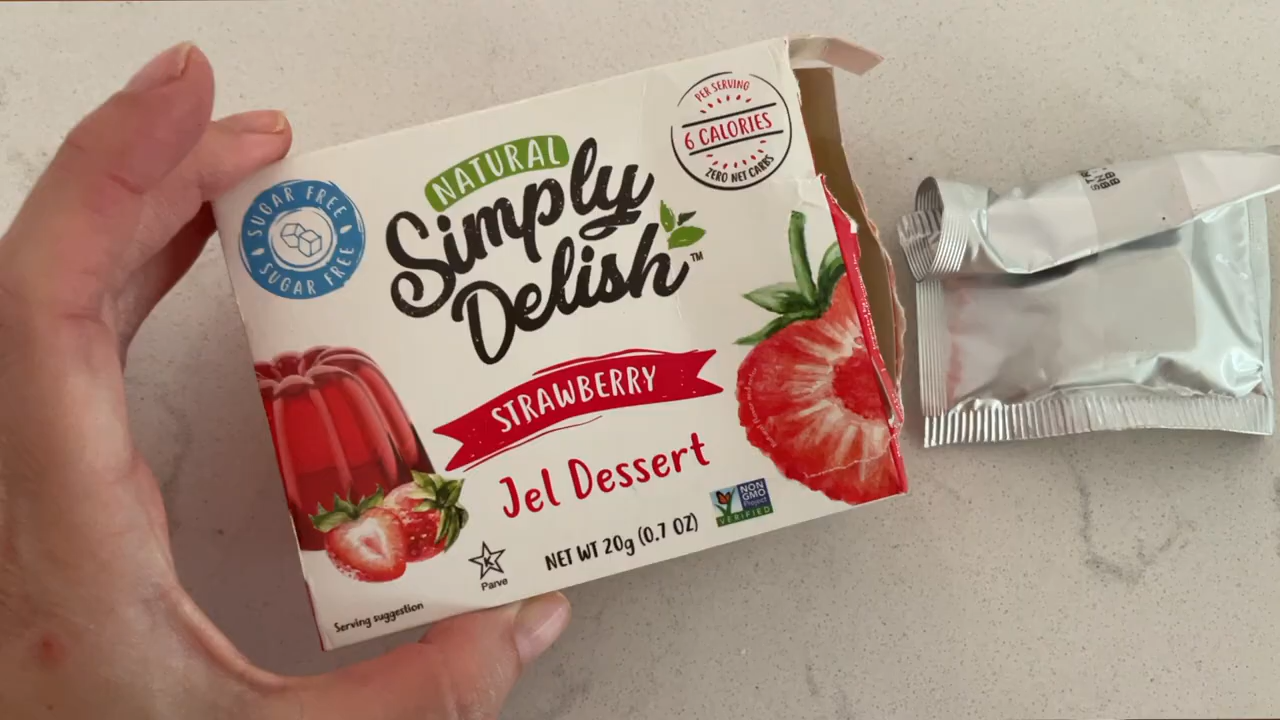 SUGAR FREE
SUGAR FREE
NATURAL
Simply
Delish™
PER SERVING
6 CALORIES
ZERO NET CARBS
STRAWBERRY
Jel Dessert
NET WT 20g (0.7 OZ)
NON
GMO
Project
VERIFIED
K
Parve
Serving suggestion